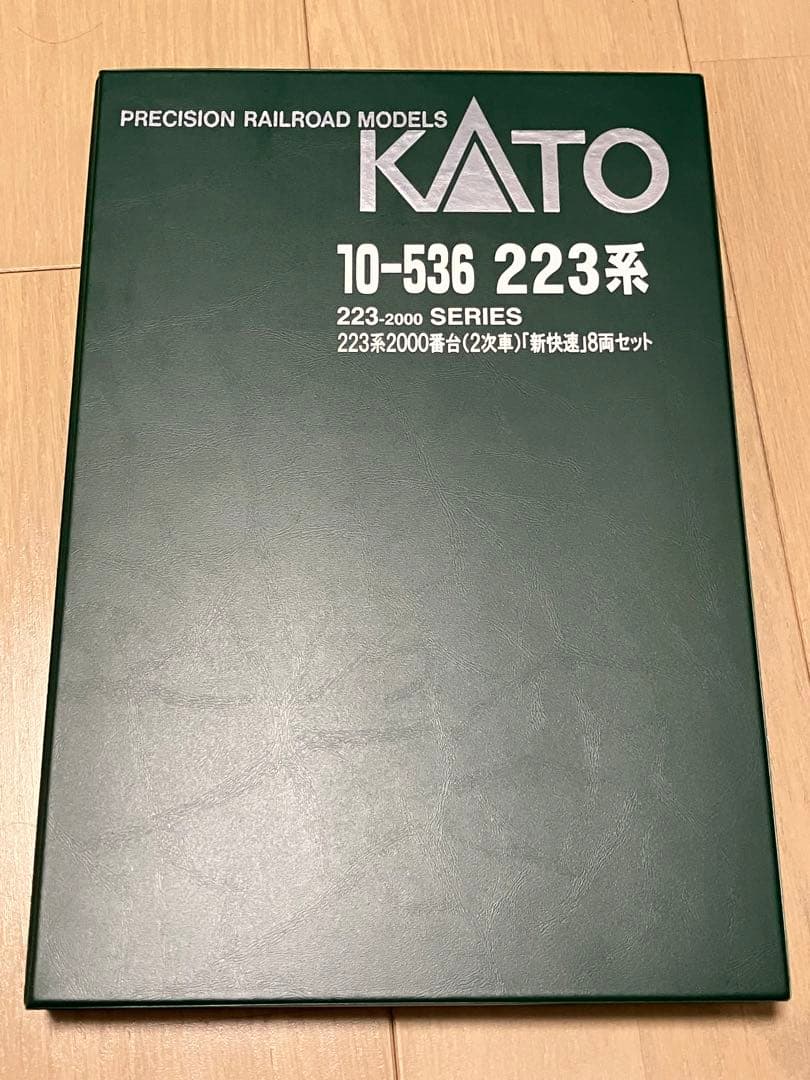 PRECISION RAILROAD MODELS
KATO
10-536 223系
223-2000 SERIES
223系2000番台(2次車)「新快速」8両セット